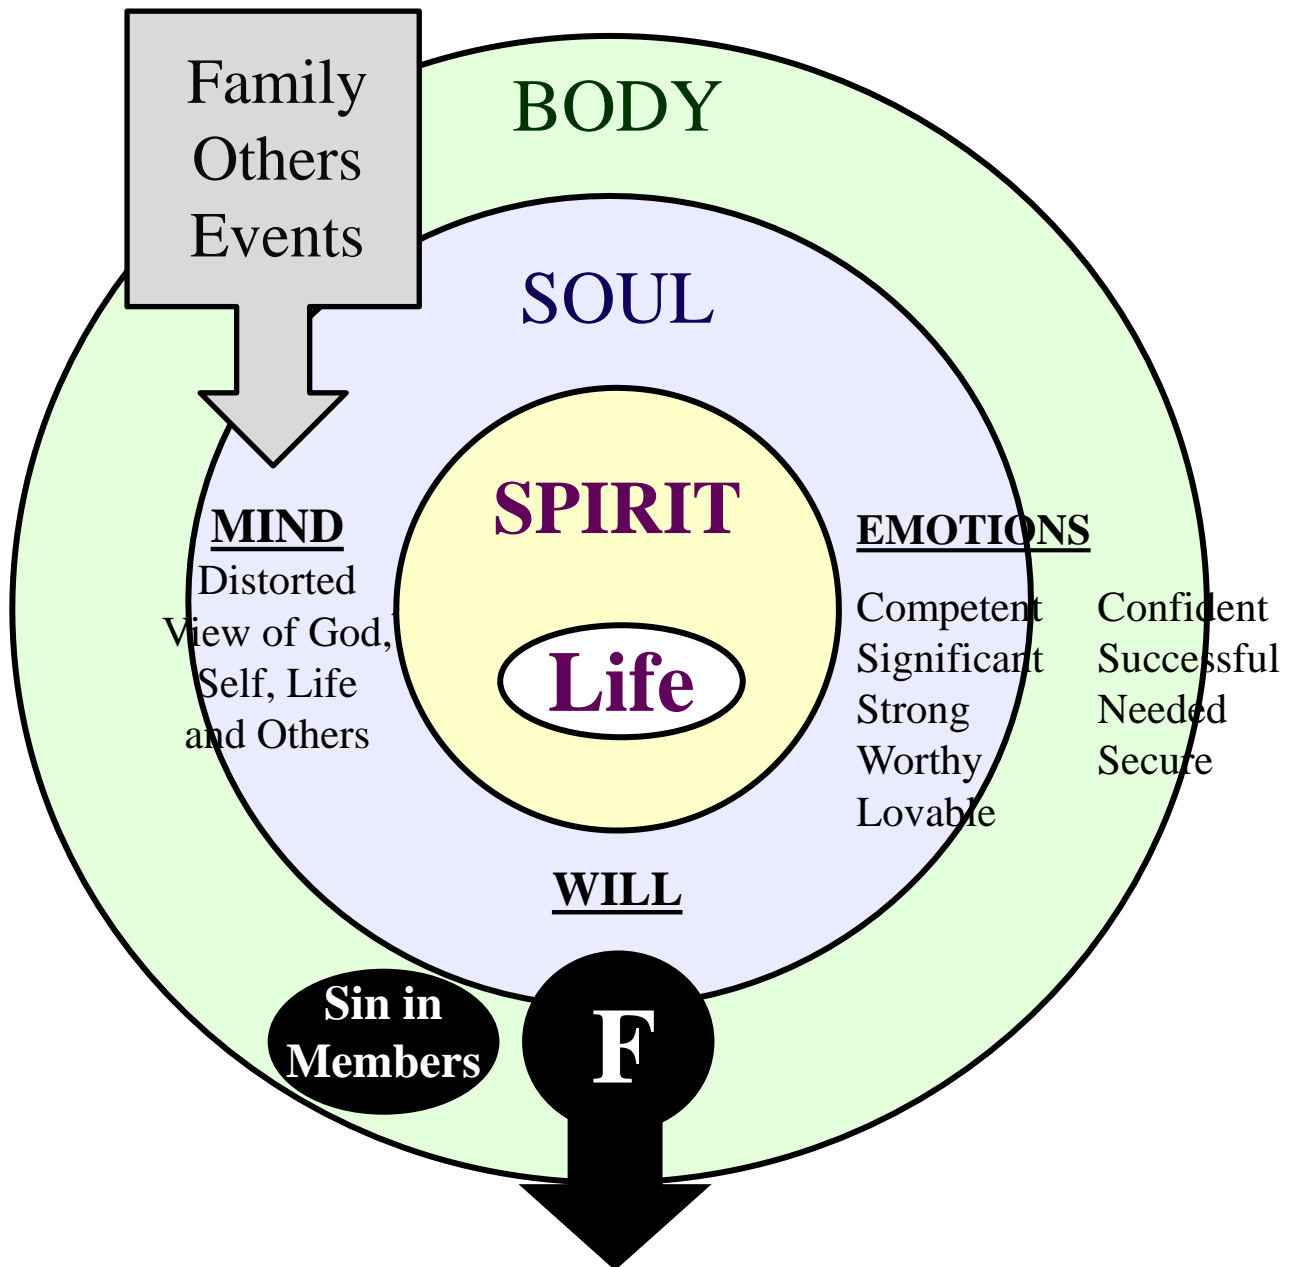 Family
Others
Events
BODY
SOUL
SPIRIT
Life
MIND
Distorted
View of God,
Self, Life
and Others
EMOTIONS
Competent Confident
Significant Successful
Strong Needed
Worthy Secure
Lovable
WILL
Sin in
Members
F